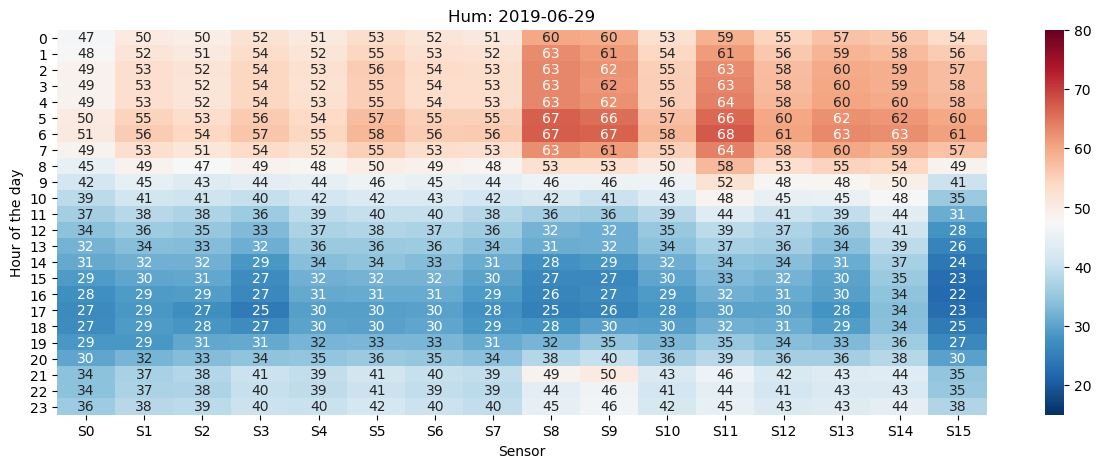 Hum: 2019-06-29
Hour of the day
0 47 50 50 52 51 53 52 51 60 60 53 59 55 57 56 54
1 48 52 51 54 52 55 53 52 63 61 54 61 56 59 58 56
2 49 53 52 54 53 56 54 53 63 62 55 63 58 60 59 57
3 49 53 52 54 53 55 54 53 63 62 55 63 58 60 59 58
4 49 53 52 54 53 55 54 53 63 62 56 64 58 60 60 58
5 50 55 53 56 54 57 55 55 67 66 57 66 60 62 62 60
6 51 56 54 57 55 58 56 56 67 67 58 68 61 63 63 61
7 49 53 51 54 52 55 53 53 63 61 55 64 58 60 59 57
8 45 49 47 49 48 50 49 48 53 53 50 58 53 55 54 49
9 42 45 43 44 44 46 45 44 46 46 46 52 48 48 50 41
10 39 41 41 40 42 42 43 42 42 41 43 48 45 45 48 35
11 37 38 38 36 39 40 40 38 36 36 39 44 41 39 44 31
12 34 36 35 33 37 38 37 36 32 32 35 39 37 36 41 28
13 32 34 33 32 36 36 36 34 31 32 34 37 36 34 39 26
14 31 32 32 29 34 34 33 31 28 29 32 34 34 31 37 24
15 29 30 31 27 32 32 32 30 27 27 30 33 32 30 35 23
16 28 29 29 27 31 31 31 29 26 27 29 32 31 30 34 22
17 27 29 27 25 30 30 30 28 25 26 28 30 30 28 34 23
18 27 29 28 27 30 30 30 29 28 30 30 32 31 29 34 25
19 29 29 31 31 32 33 33 31 32 35 33 35 34 33 36 27
20 30 32 33 34 35 36 35 34 38 40 36 39 36 36 38 30
21 34 37 38 41 39 41 40 39 49 50 43 46 42 43 44 35
22 34 37 38 40 39 41 39 39 44 46 41 44 41 43 43 35
23 36 38 39 40 40 42 40 40 45 46 42 45 43 43 44 38
S0 S1 S2 S3 S4 S5 S6 S7 S8 S9 S10 S11 S12 S13 S14 S15
Sensor
80
70
60
50
40
30
20